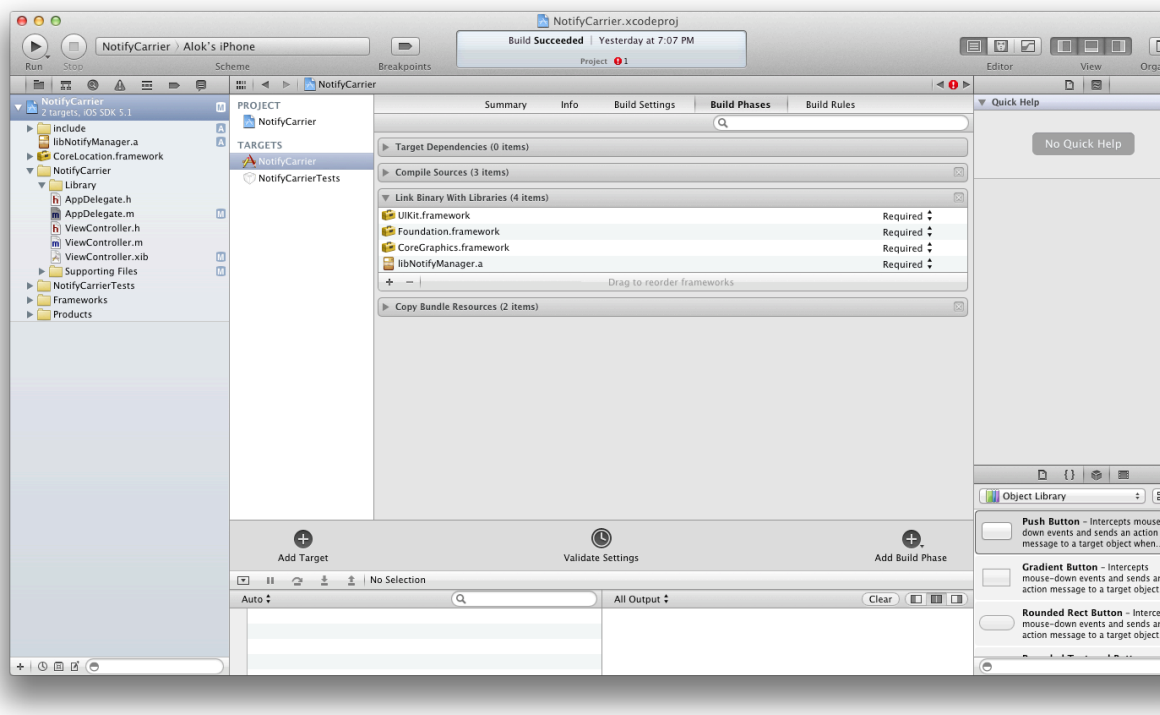 NotifyCarrier.xcodeproj
NotifyCarrier 〉 Alok's iPhone
Build Succeeded | Yesterday at 7:07 PM
Project 1
Run
Stop
Scheme
Breakpoints
Editor
View
Orga
NotifyCarrier
NotifyCarrier
2 targets, iOS SDK 5.1
M
include
A
libNotifyManager.a
A
CoreLocation.framework
NotifyCarrier
Library
h AppDelegate.h
m AppDelegate.m
M
h ViewController.h
m ViewController.m
ViewController.xib
M
Supporting Files
M
NotifyCarrierTests
Frameworks
Products
PROJECT
NotifyCarrier
TARGETS
NotifyCarrier
NotifyCarrierTests
Summary
Info
Build Settings
Build Phases
Build Rules
Target Dependencies (0 items)
Compile Sources (3 items)
Link Binary With Libraries (4 items)
UIKit.framework
Required
Foundation.framework
Required
CoreGraphics.framework
Required
libNotifyManager.a
Required
+ −
Drag to reorder frameworks
Copy Bundle Resources (2 items)
Add Target
Validate Settings
Add Build Phase
No Selection
Auto
All Output
Clear
Quick Help
No Quick Help
{}
Object Library
Push Button – Intercepts mouse
down events and sends an action
message to a target object when..
Gradient Button – Intercepts
mouse-down events and sends an
action message to a target object
Rounded Rect Button – Interce
mouse-down events and sends an
action message to a target object